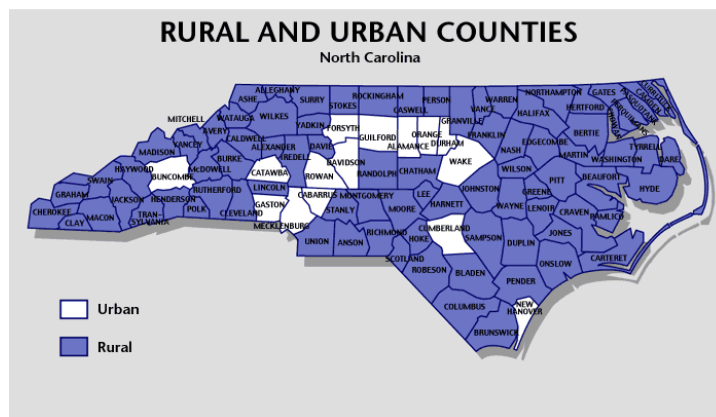 RURAL AND URBAN COUNTIES
North Carolina
ALLEGHANY
ASHE
SURRY
STOKES
ROCKINGHAM
CASWELL
PERSON
GRANVILLE
VANCE
WARREN
NORTHAMPTON
GATES
HERTFORD
HALIFAX
CURRITUCK
CAMDEN
PASQUOTANK
PERQUIMANS
CHOWAN
MITCHELL
WATAUGA
WILKES
YADKIN
FORSYTH
GUILFORD
ORANGE
ALAMANCE
DURHAM
FRANKLIN
NASH
EDGECOMBE
BERTIE
MARTIN
WASHINGTON
TYRRELL
DARE
AVERY
YANCEY
MADISON
CALDWELL
ALEXANDER
IREDELL
DAVIE
DAVIDSON
RANDOLPH
CHATHAM
WAKE
WILSON
PITT
BEAUFORT
HYDE
HAYWOOD
BUNCOMBE
McDOWELL
BURKE
CATAWBA
ROWAN
SWAIN
GRAHAM
JACKSON
HENDERSON
RUTHERFORD
LINCOLN
CABARRUS
MONTGOMERY
LEE
HARNETT
JOHNSTON
GREENE
WAYNE
LENOIR
CRAVEN
PAMLICO
CHEROKEE
CLAY
MACON
TRAN-
SYLVANIA
POLK
CLEVELAND
GASTON
MECKLENBURG
STANLY
MOORE
CUMBERLAND
HOKE
SAMPSON
DUPLIN
JONES
UNION
ANSON
RICHMOND
SCOTLAND
ROBESON
BLADEN
ONSLOW
CARTERET
PENDER
COLUMBUS
NEW
HANOVER
BRUNSWICK
Urban
Rural